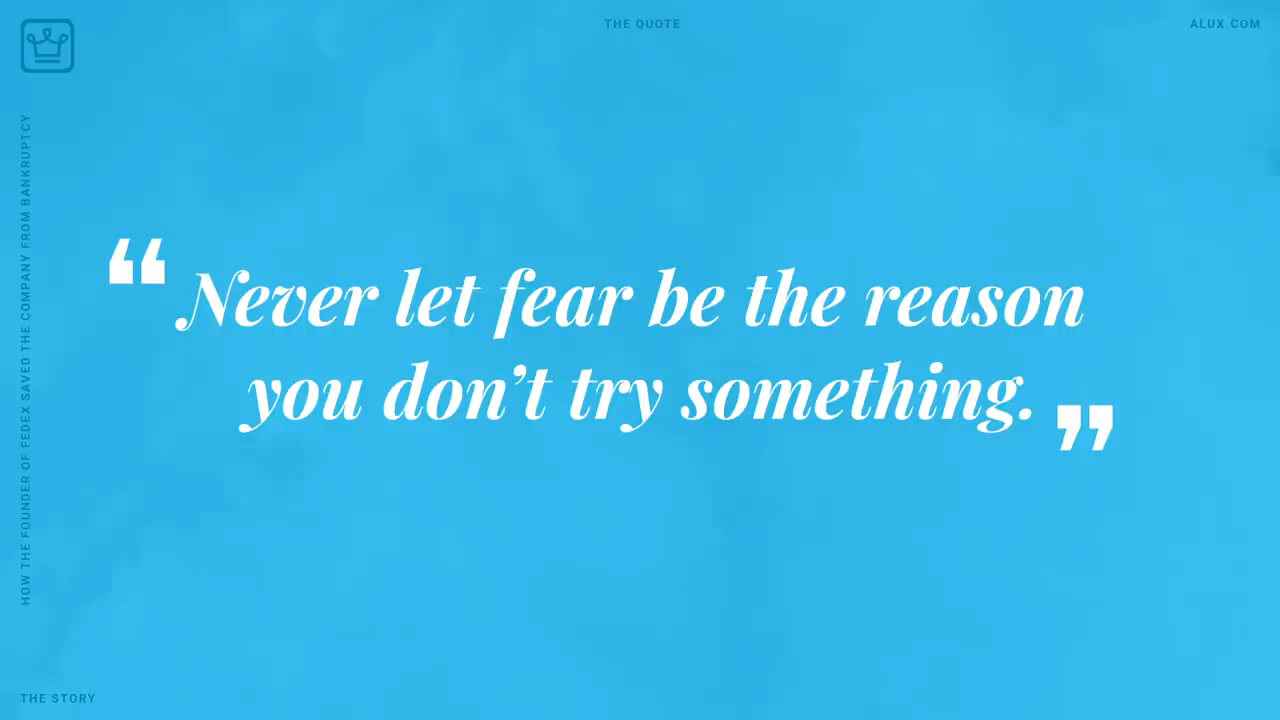 THE QUOTE
ALUX.COM
HOW THE FOUNDER OF FEDEX SAVED THE COMPANY FROM BANKRUPTCY
“Never let fear be the reason
you don’t try something.”
THE STORY